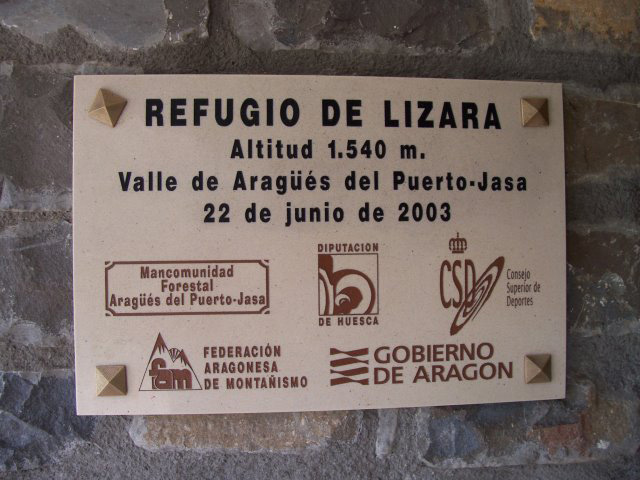 REFUGIO DE LIZARA
Altitud 1.540 m.
Valle de Aragüés del Puerto-Jasa
22 de junio de 2003
Mancomunidad
Forestal
Aragüés del Puerto-Jasa
DIPUTACION
DE HUESCA
CSD
Consejo
Superior de
Deportes
fam
FEDERACIÓN
ARAGONESA
DE MONTAÑISMO
GOBIERNO
DE ARAGON